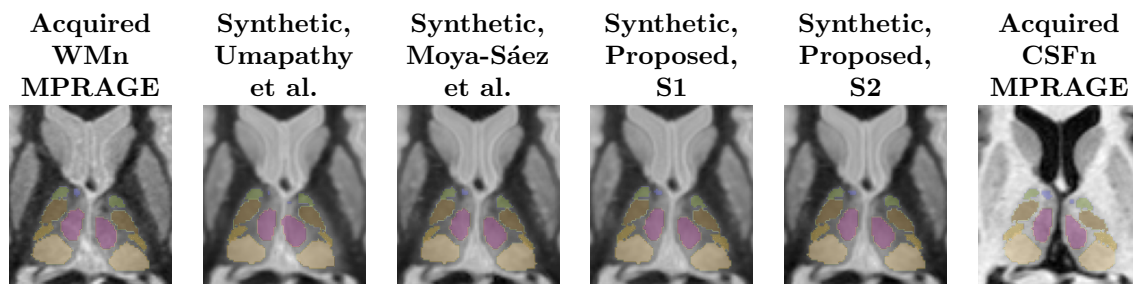 Acquired
WMn
MPRAGE
Synthetic,
Umapathy
et al.
Synthetic,
Moya-Sáez
et al.
Synthetic,
Proposed,
S1
Synthetic,
Proposed,
S2
Acquired
CSFn
MPRAGE